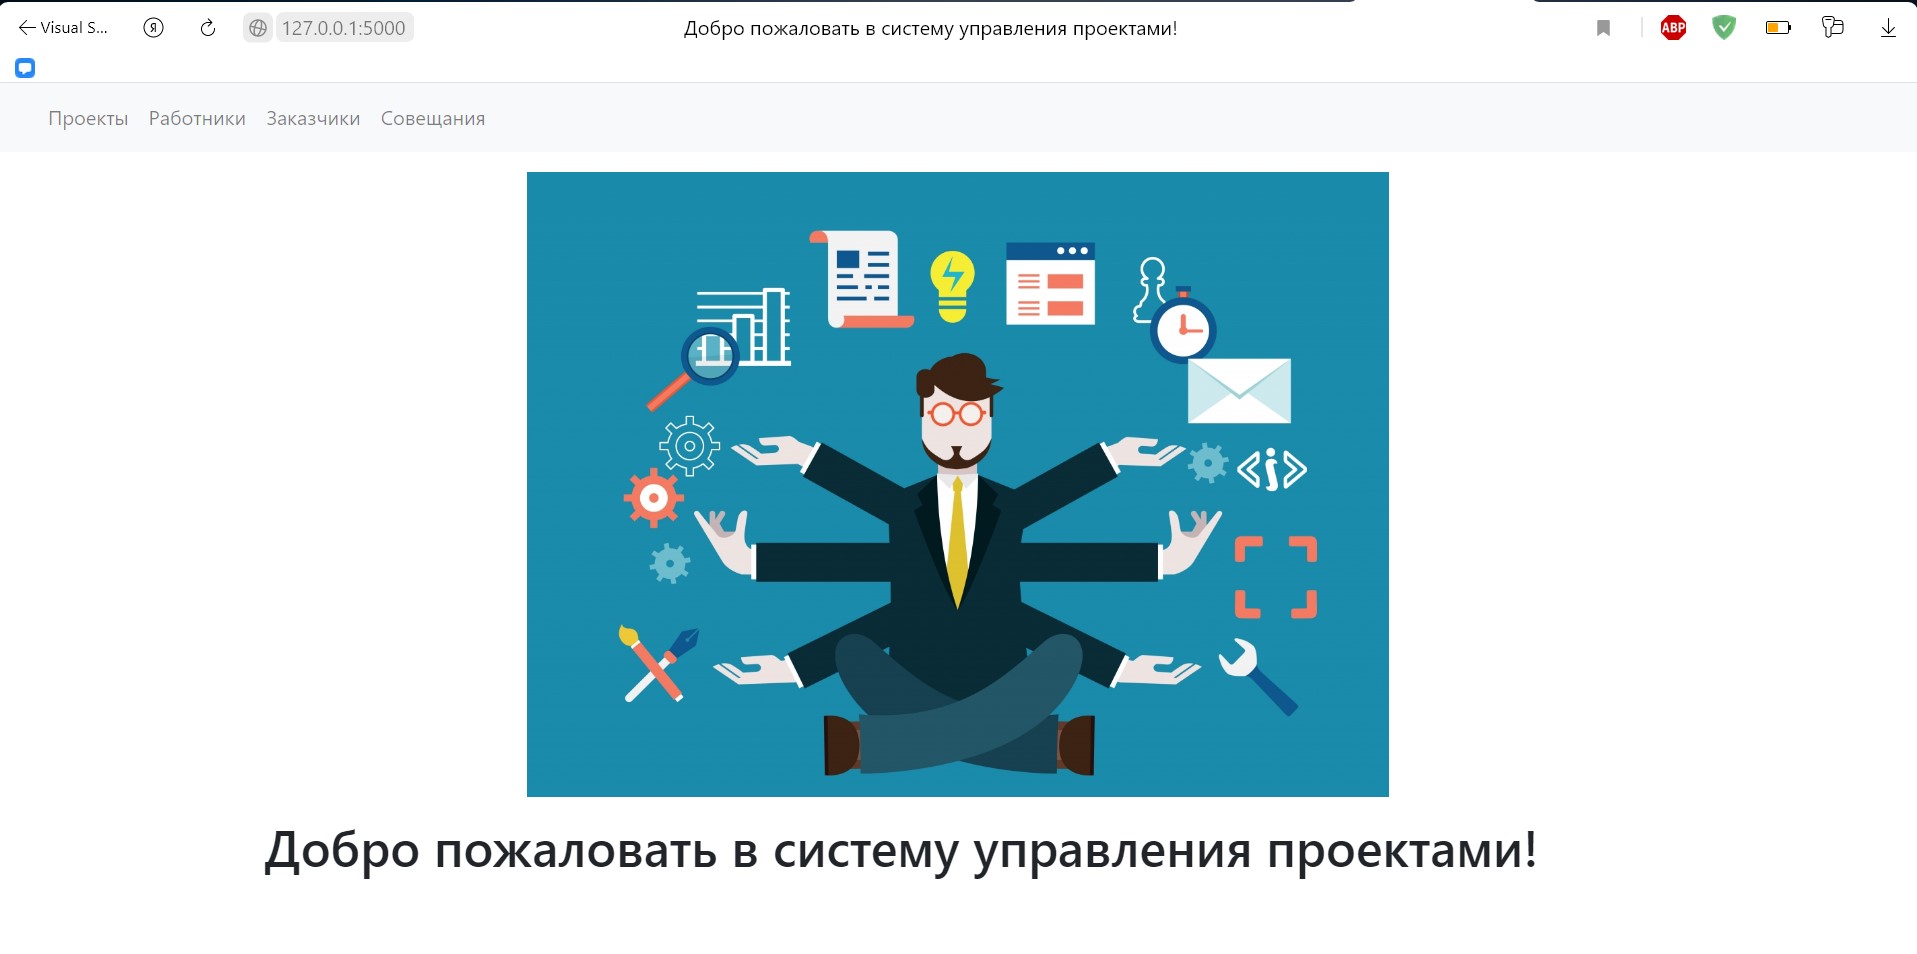 Visual S...
Я
127.0.0.1:5000
Добро пожаловать в систему управления проектами!
ABP
Проекты Работники Заказчики Совещания
<i>
Добро пожаловать в систему управления проектами!